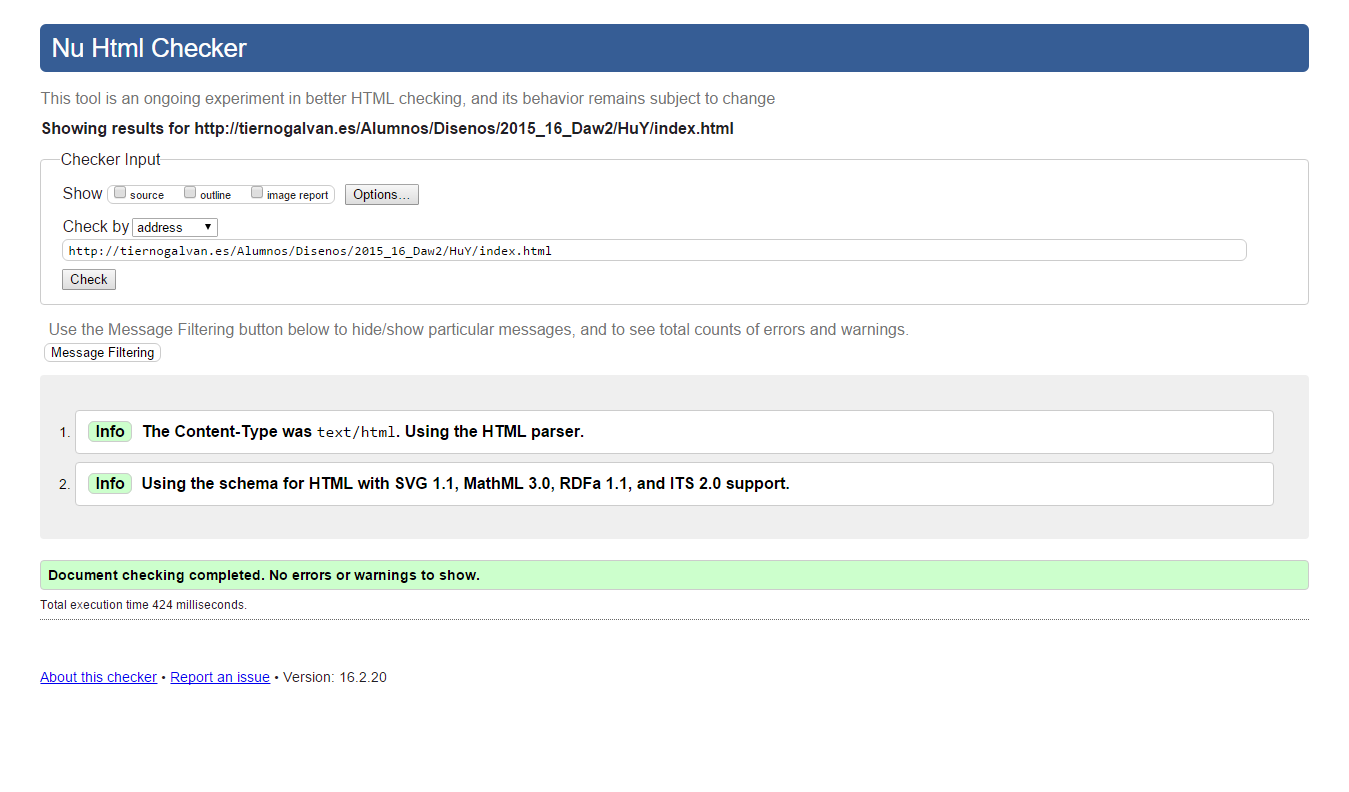 Nu Html Checker
This tool is an ongoing experiment in better HTML checking, and its behavior remains subject to change
Showing results for http://tiernogalvan.es/Alumnos/Disenos/2015_16_Daw2/HuY/index.html
Checker Input
Show source outline image report Options...
Check by address
http://tiernogalvan.es/Alumnos/Disenos/2015_16_Daw2/HuY/index.html
Check
Use the Message Filtering button below to hide/show particular messages, and to see total counts of errors and warnings.
Message Filtering
1. Info The Content-Type was text/html. Using the HTML parser.
2. Info Using the schema for HTML with SVG 1.1, MathML 3.0, RDFa 1.1, and ITS 2.0 support.
Document checking completed. No errors or warnings to show.
Total execution time 424 milliseconds.
About this checker • Report an issue • Version: 16.2.20